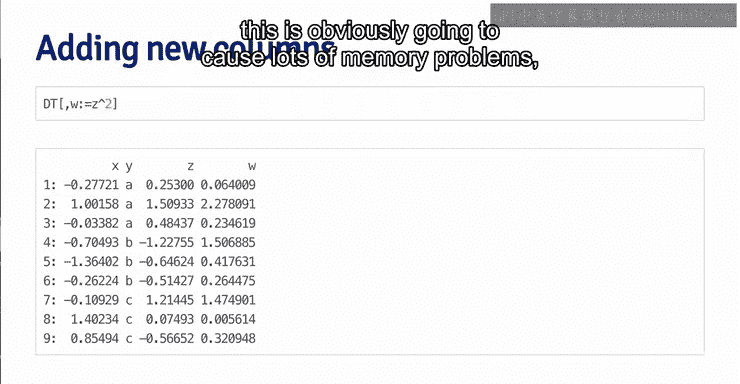 this is obviously going to
Adding new columns
cause lots of memory problems,
DT[,w:=z^2]
x y z w
1: -0.27721 a 0.25300 0.064009
2: 1.00158 a 1.50933 2.278091
3: -0.03382 a 0.48437 0.234619
4: -0.70493 b -1.22755 1.506885
5: -1.36402 b -0.64624 0.417631
6: -0.26224 b -0.51427 0.264475
7: -0.10929 c 1.21445 1.474901
8: 1.40234 c 0.07493 0.005614
9: 0.85494 c -0.56652 0.320948